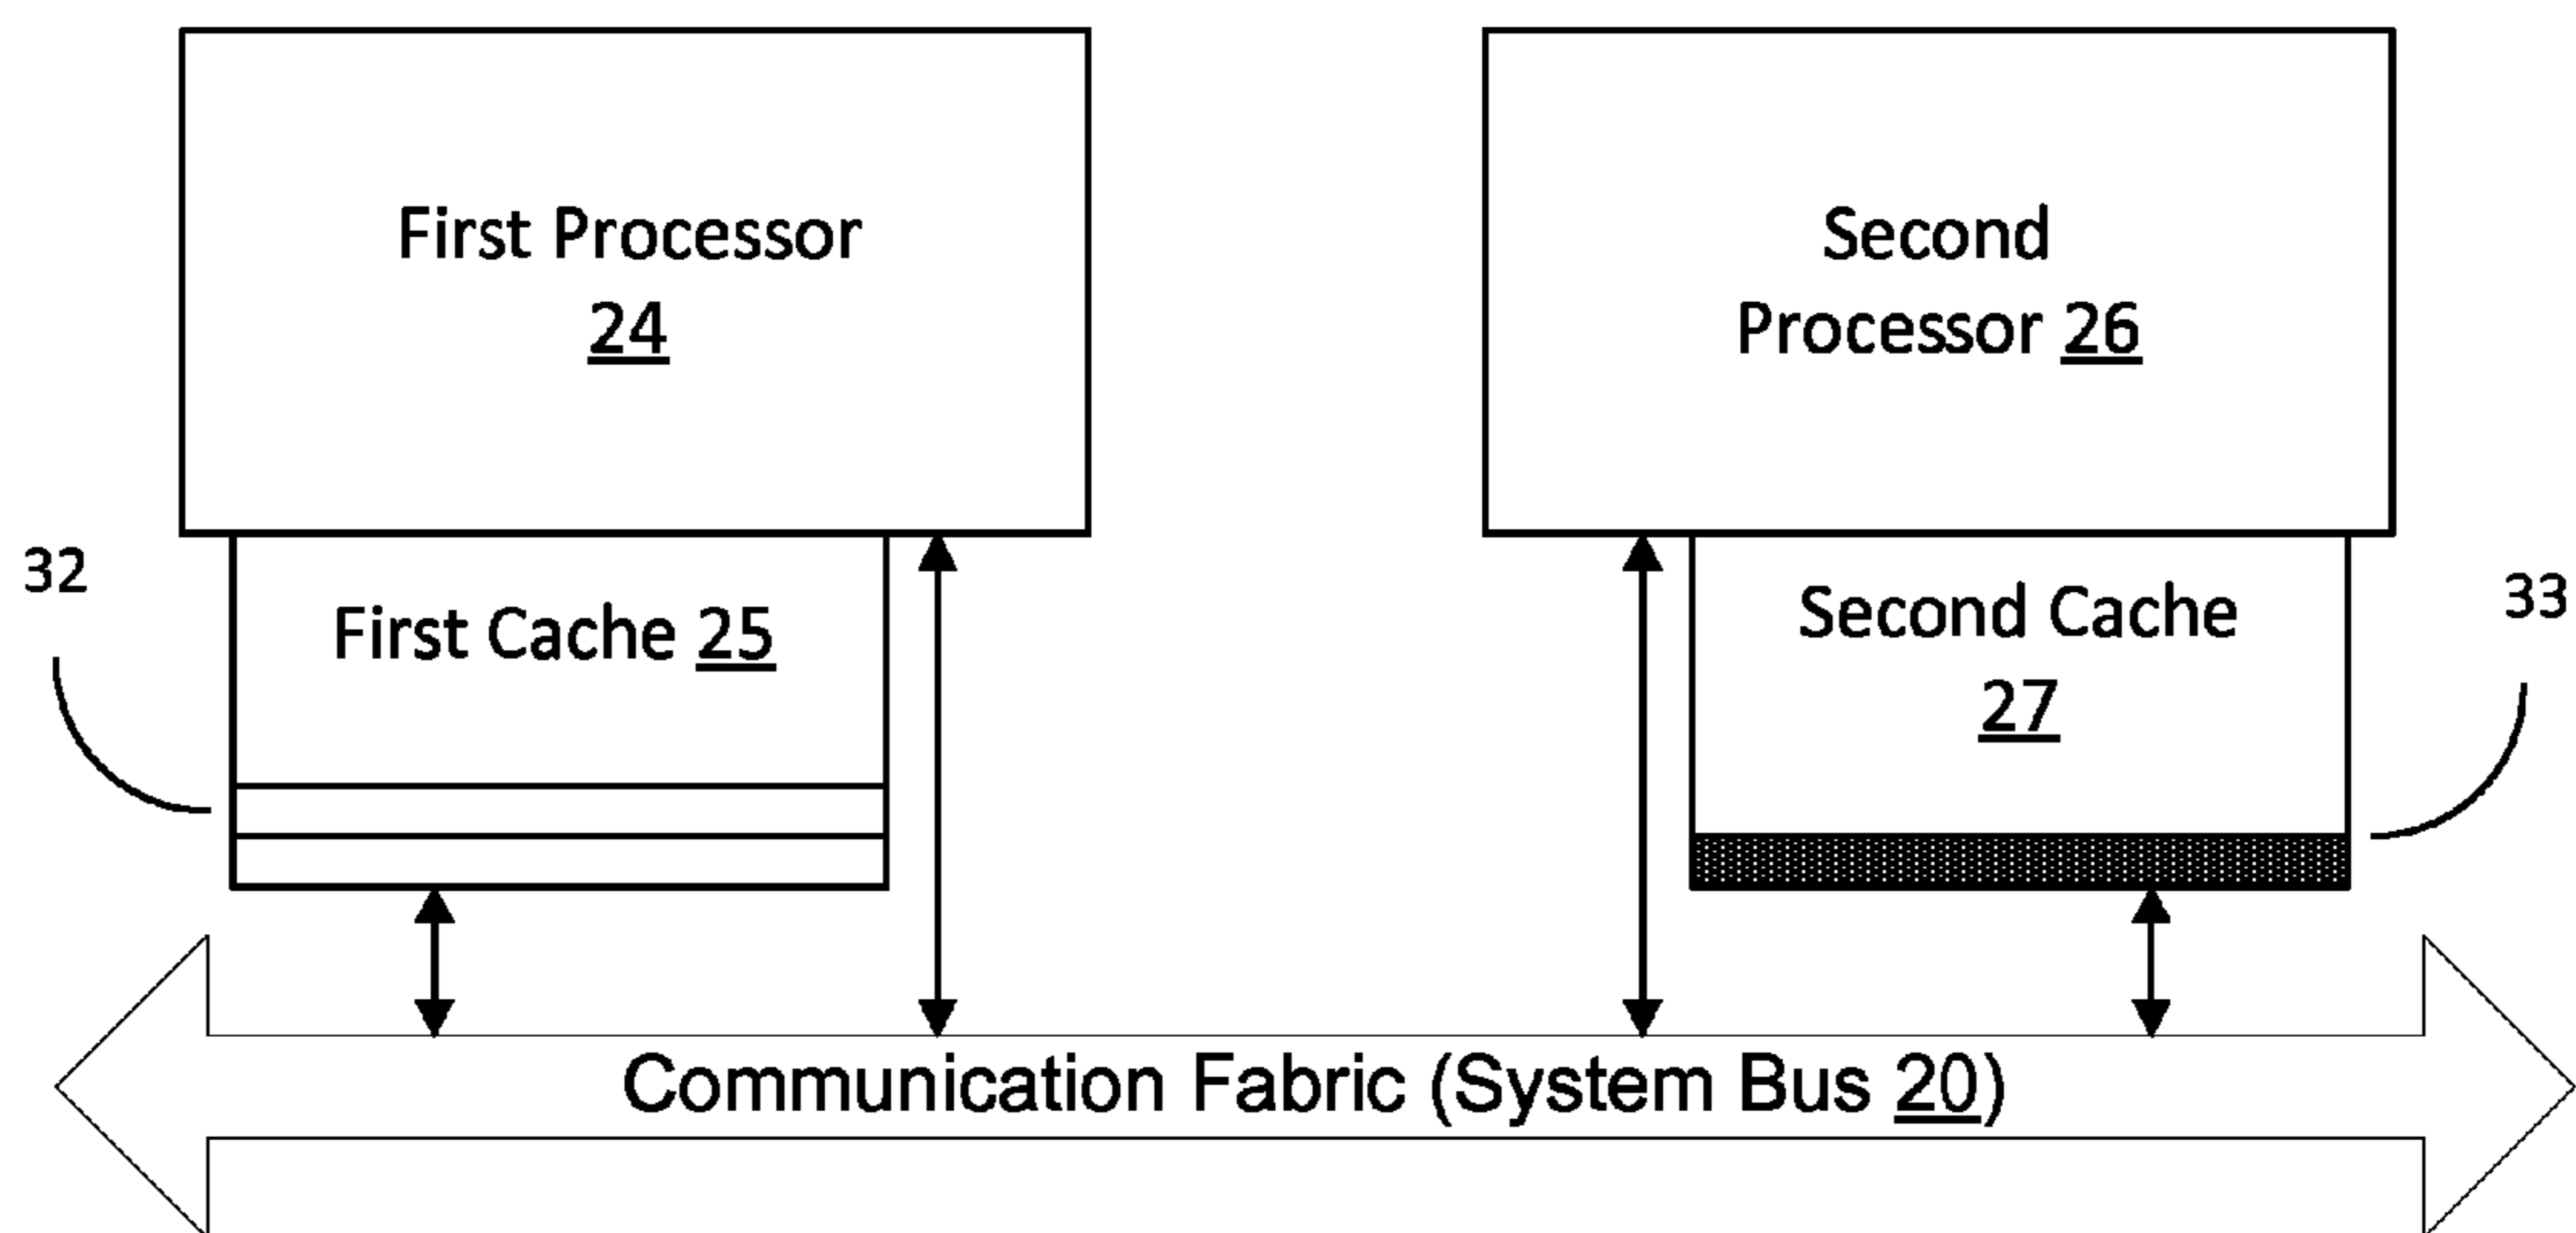 First Processor
24
Second
Processor 26
32
First Cache 25
Second Cache
27
33
Communication Fabric (System Bus 20)